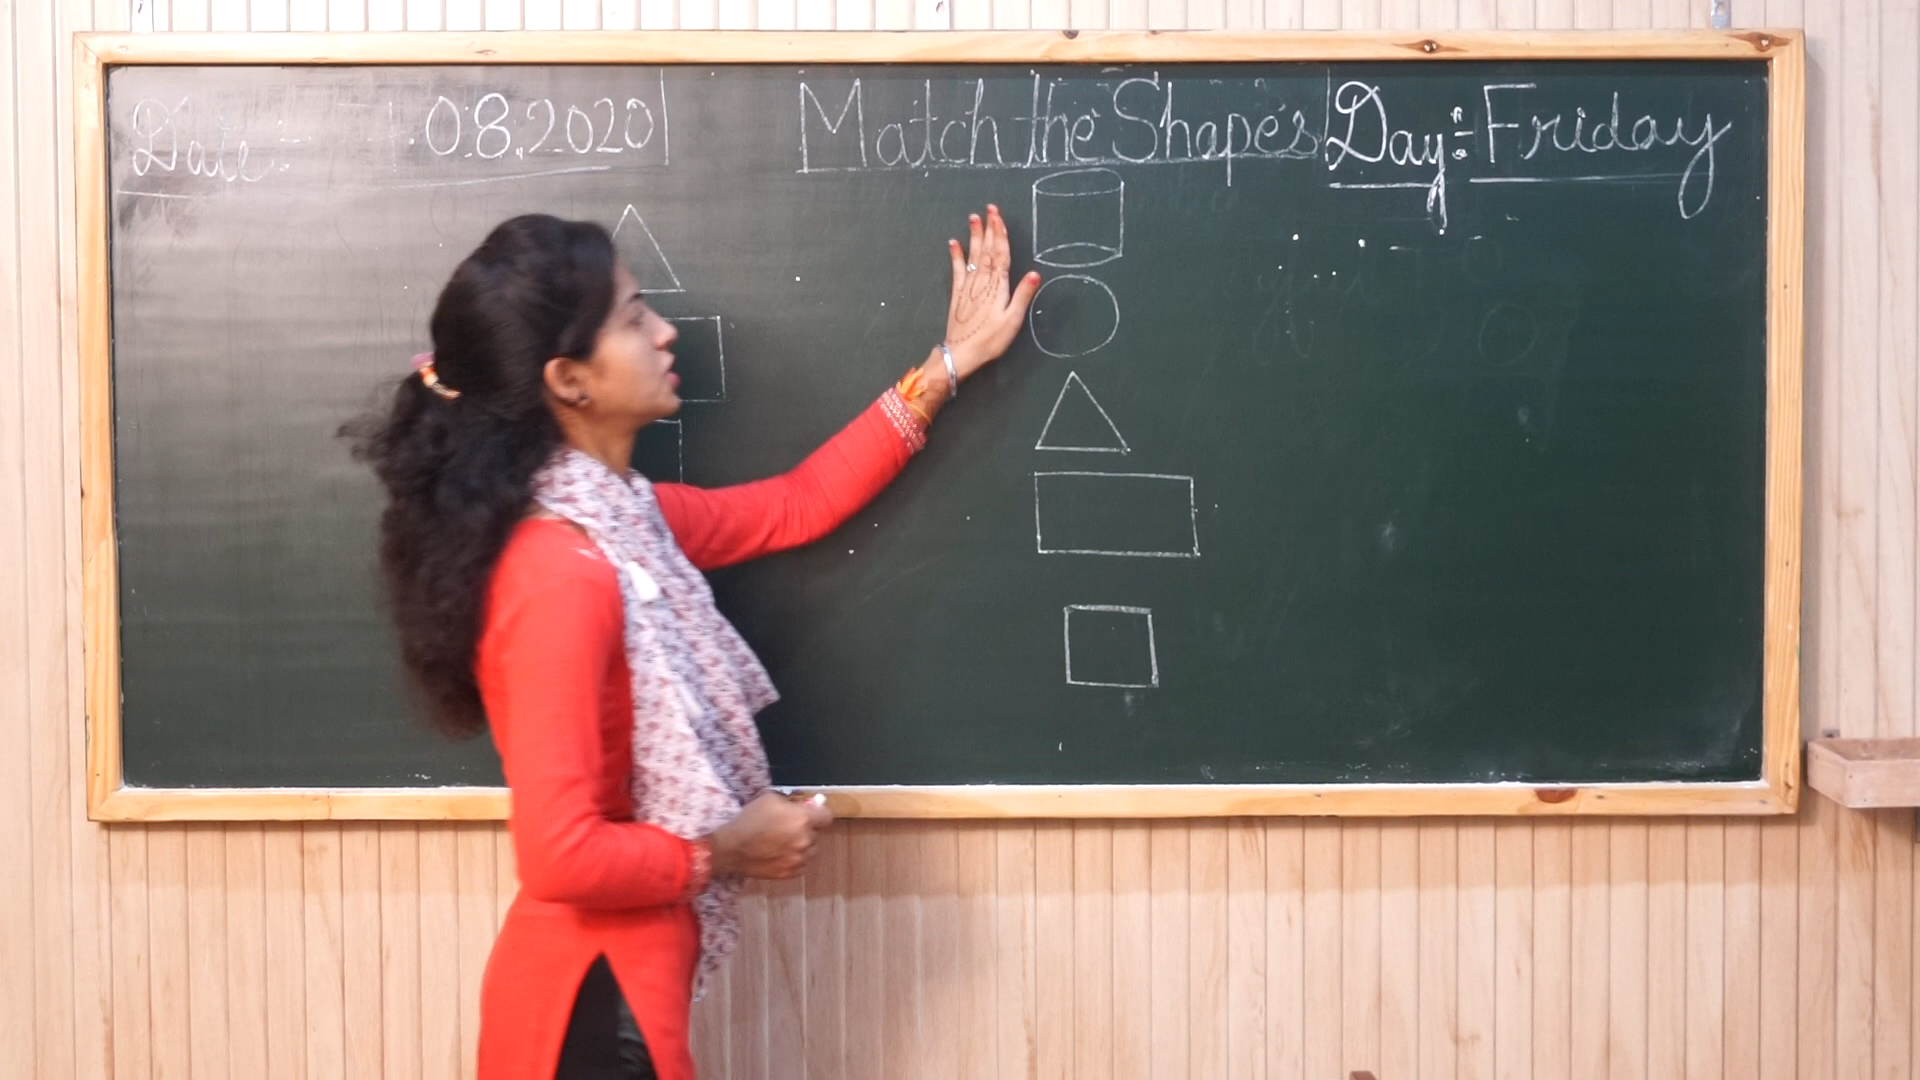 Date:- .08.2020
Match the Shapes
Day:- Friday